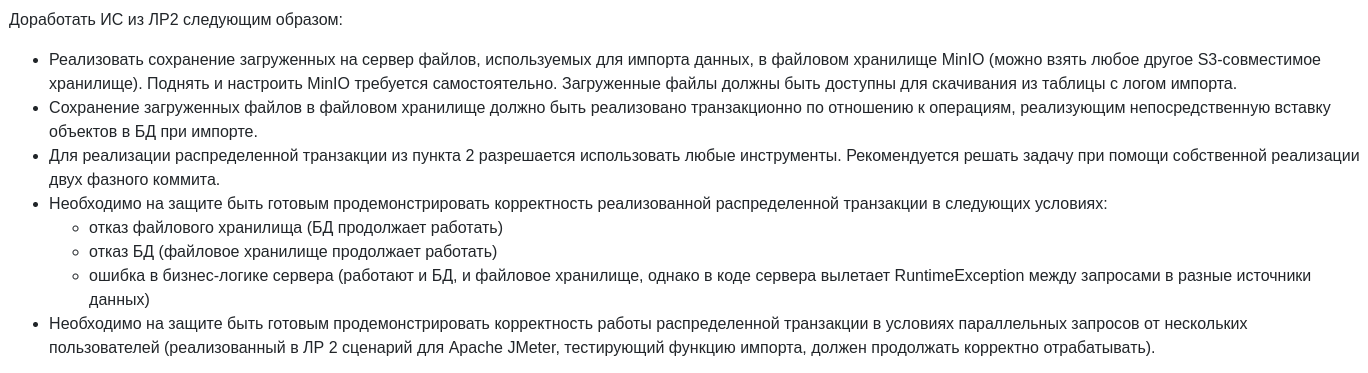 Доработать ИС из ЛР2 следующим образом:
• Реализовать сохранение загруженных на сервер файлов, используемых для импорта данных, в файловом хранилище MinIO (можно взять любое другое S3-совместимое
хранилище). Поднять и настроить MinIO требуется самостоятельно. Загруженные файлы должны быть доступны для скачивания из таблицы с логом импорта.
• Сохранение загруженных файлов в файловом хранилище должно быть реализовано транзакционно по отношению к операциям, реализующим непосредственную вставку
объектов в БД при импорте.
• Для реализации распределенной транзакции из пункта 2 разрешается использовать любые инструменты. Рекомендуется решать задачу при помощи собственной реализации
двух фазного коммита.
• Необходимо на защите быть готовым продемонстрировать корректность реализованной распределенной транзакции в следующих условиях:
◦ отказ файлового хранилища (БД продолжает работать)
◦ отказ БД (файловое хранилище продолжает работать)
◦ ошибка в бизнес-логике сервера (работают и БД, и файловое хранилище, однако в коде сервера вылетает RuntimeException между запросами в разные источники
данных)
• Необходимо на защите быть готовым продемонстрировать корректность работы распределенной транзакции в условиях параллельных запросов от нескольких
пользователей (реализованный в ЛР 2 сценарий для Apache JMeter, тестирующий функцию импорта, должен продолжать корректно отрабатывать).